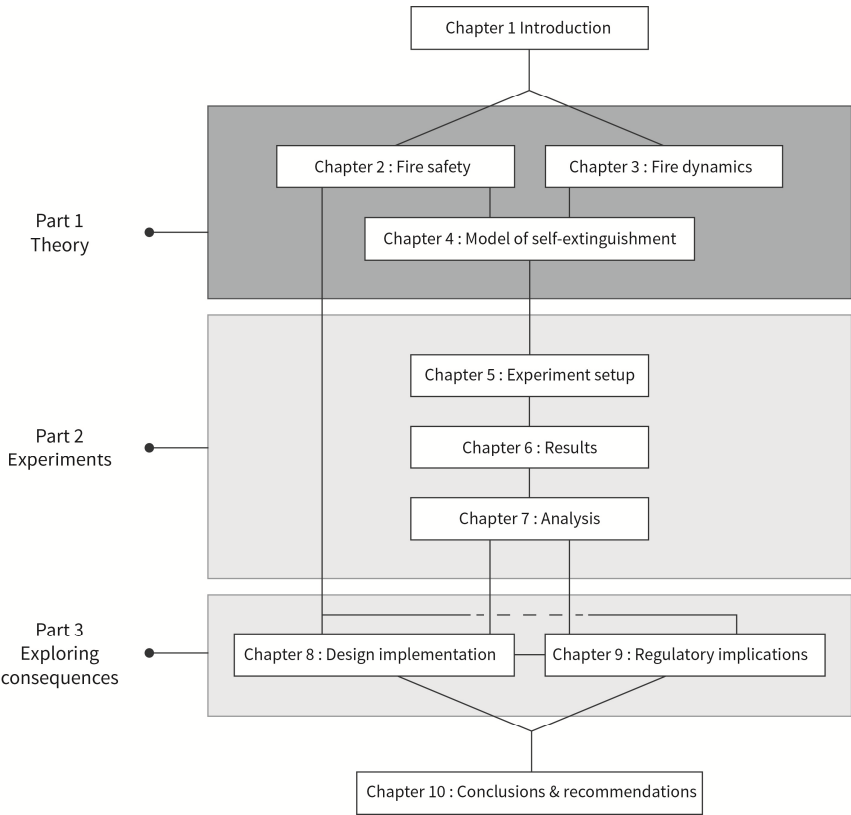 Chapter 1 Introduction
Chapter 2 : Fire safety
Chapter 3 : Fire dynamics
Part 1
Theory
Chapter 4 : Model of self-extinguishment
Chapter 5 : Experiment setup
Part 2
Experiments
Chapter 6 : Results
Chapter 7 : Analysis
Part 3
Exploring
consequences
Chapter 8 : Design implementation
Chapter 9 : Regulatory implications
Chapter 10 : Conclusions & recommendations